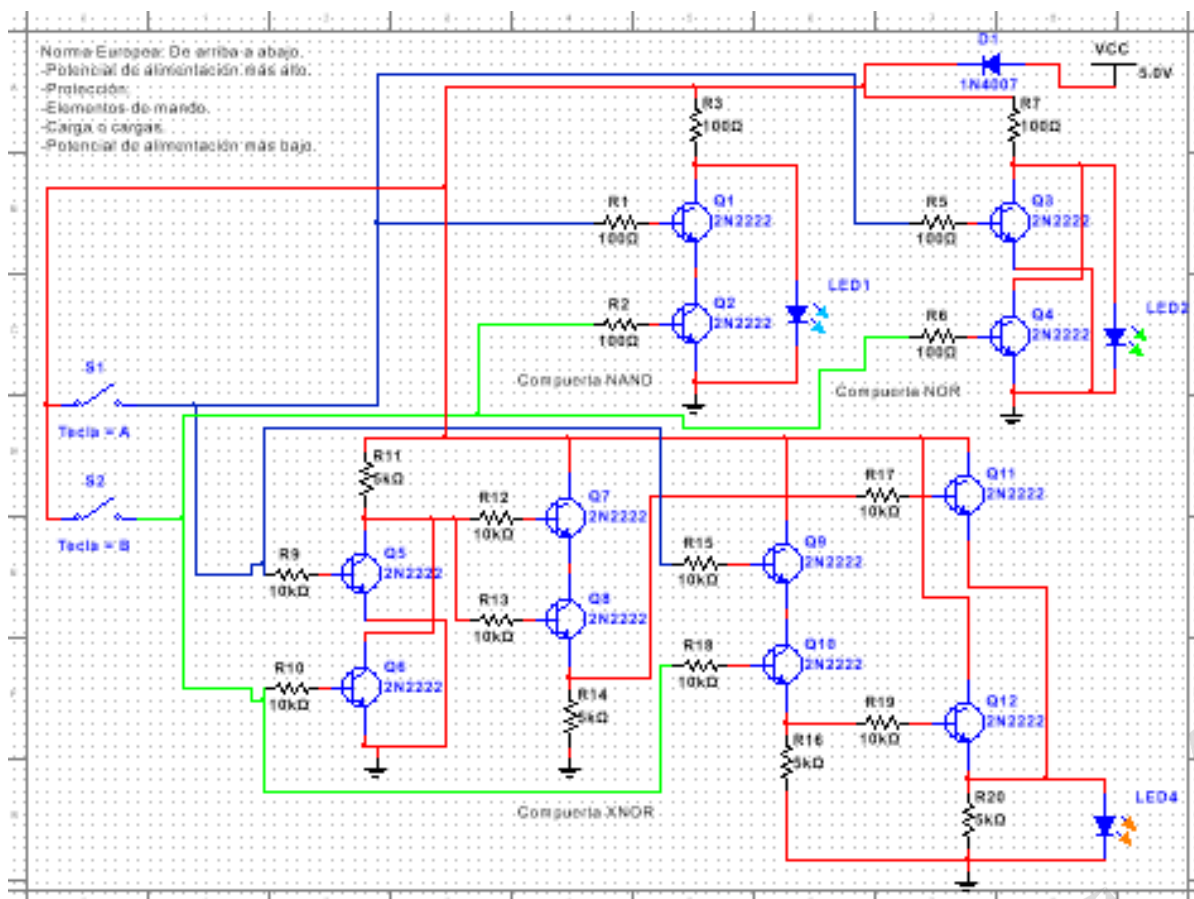 Norma Europea: De arriba a abajo.
-Potencial de alimentación más alto.
-Protección.
-Elementos de mando.
-Carga o cargas.
-Potencial de alimentación más bajo.
D1
1N4007
VCC
5.0V
R3
100Ω
R7
100Ω
R1
100Ω
Q1
2N2222
R5
100Ω
Q3
2N2222
R2
100Ω
Q2
2N2222
LED1
R6
100Ω
Q4
2N2222
LED2
Compuerta NAND
Compuerta NOR
S1
Tecla = A
S2
Tecla = B
R11
5kΩ
R12
10kΩ
Q7
2N2222
R17
10kΩ
Q11
2N2222
R9
10kΩ
Q5
2N2222
R15
10kΩ
Q9
2N2222
R13
10kΩ
Q8
2N2222
R10
10kΩ
Q6
2N2222
R18
10kΩ
Q10
2N2222
R14
5kΩ
R19
10kΩ
Q12
2N2222
R16
5kΩ
R20
5kΩ
LED4
Compuerta XNOR